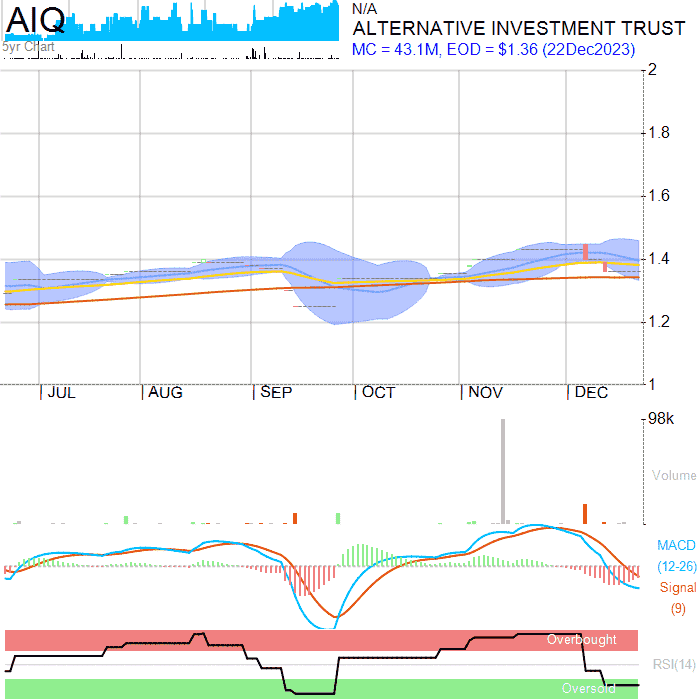 AIQ
5yr Chart
N/A
ALTERNATIVE INVESTMENT TRUST
MC = 43.1M, EOD = $1.36 (22Dec2023)
2
1.8
1.6
1.4
1.2
1
JUL
AUG
SEP
OCT
NOV
DEC
98k
Volume
MACD
(12-26)
Signal
(9)
Overbought
RSI(14)
Oversold